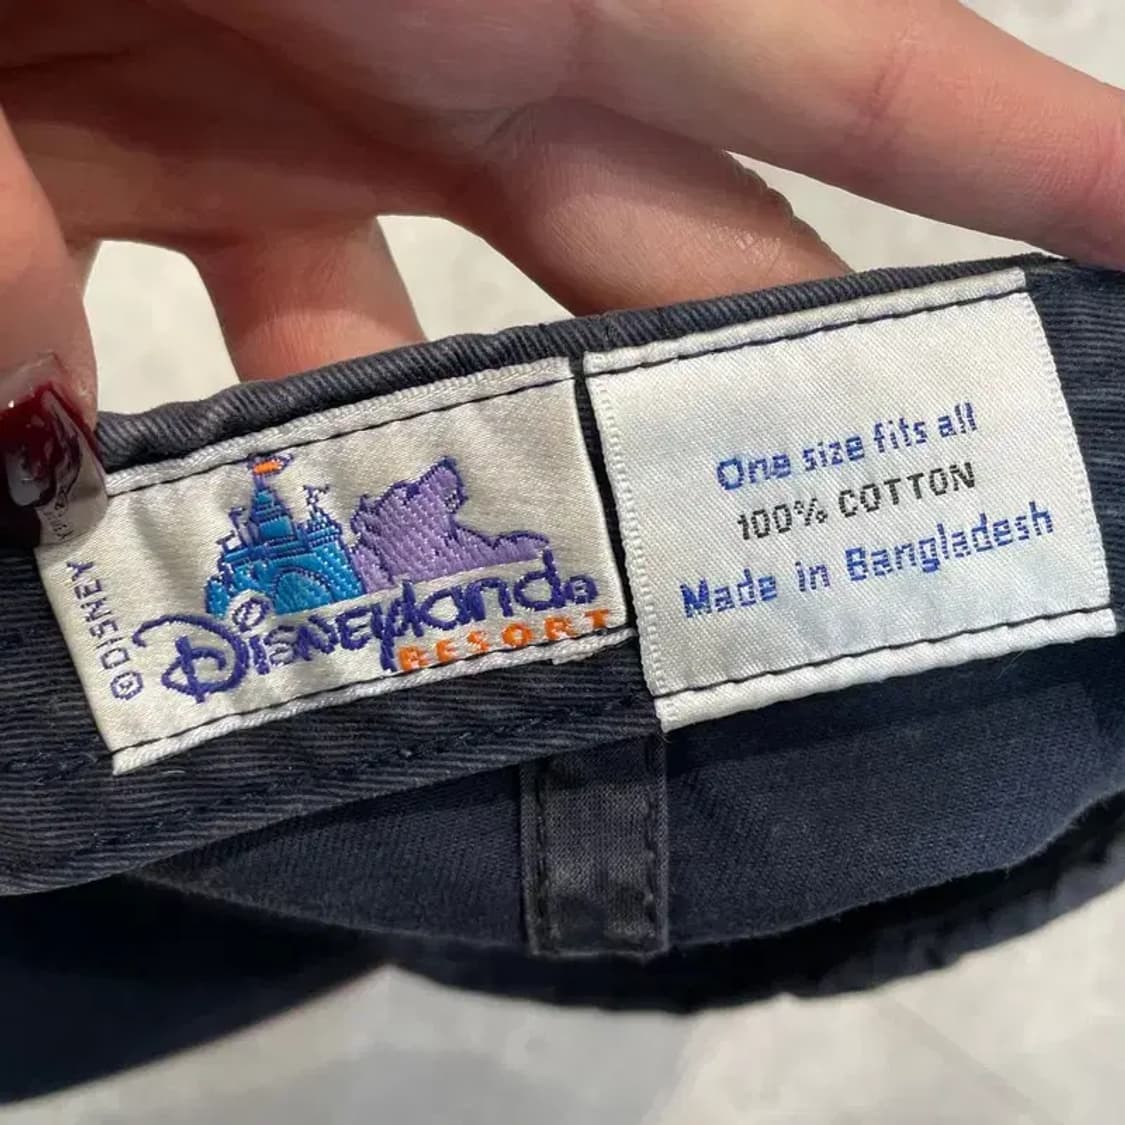 © DISNEY
Disneyland®
RESORT
One size fits all
100% COTTON
Made in Bangladesh